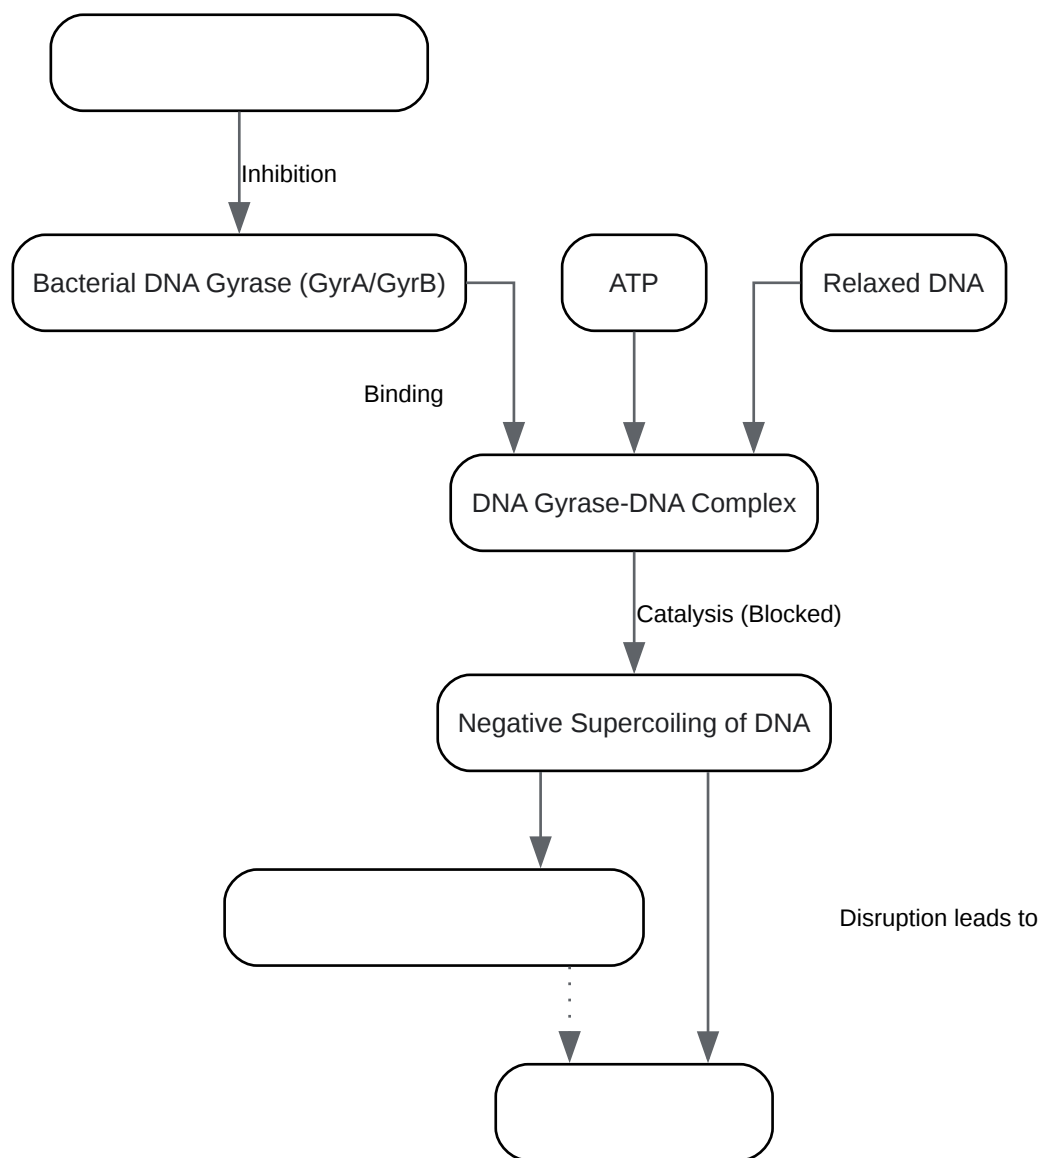 Inhibition
Bacterial DNA Gyrase (GyrA/GyrB)
ATP
Relaxed DNA
Binding
DNA Gyrase-DNA Complex
Catalysis (Blocked)
Negative Supercoiling of DNA
Disruption leads to